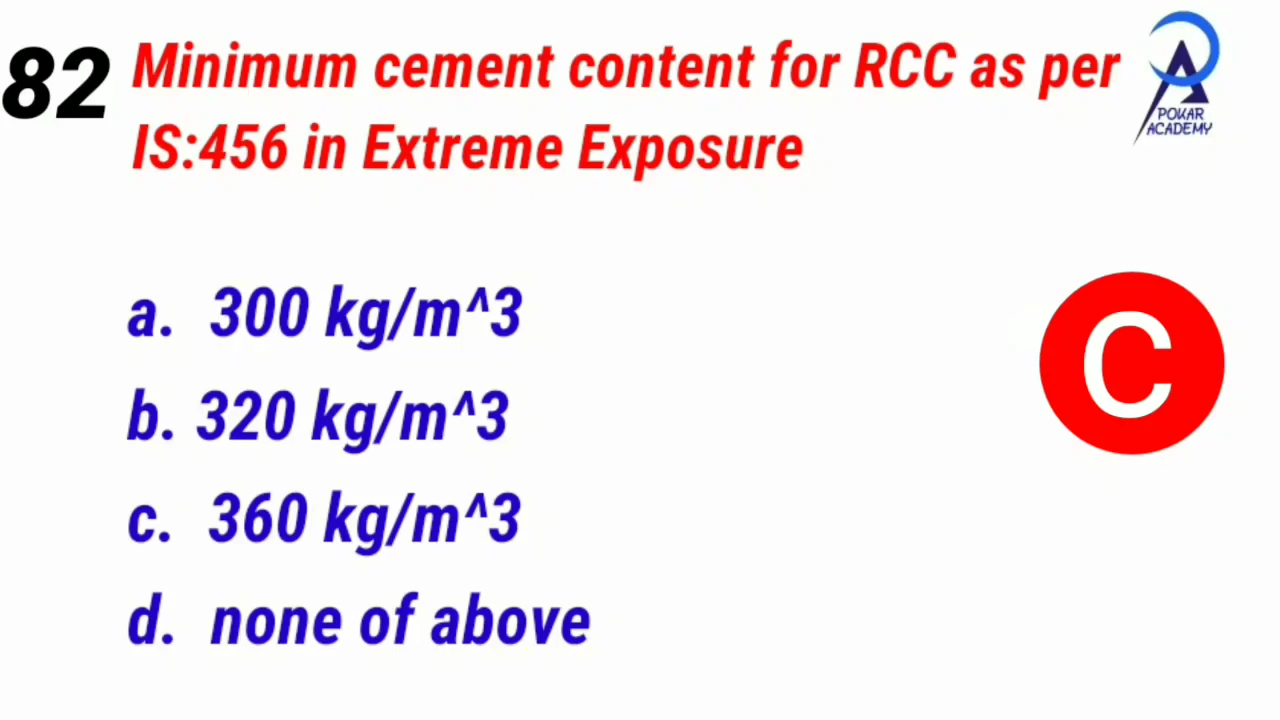 82
Minimum cement content for RCC as per
IS:456 in Extreme Exposure
POKAR
ACADEMY
a. 300 kg/m^3
b. 320 kg/m^3
c. 360 kg/m^3
d. none of above
C